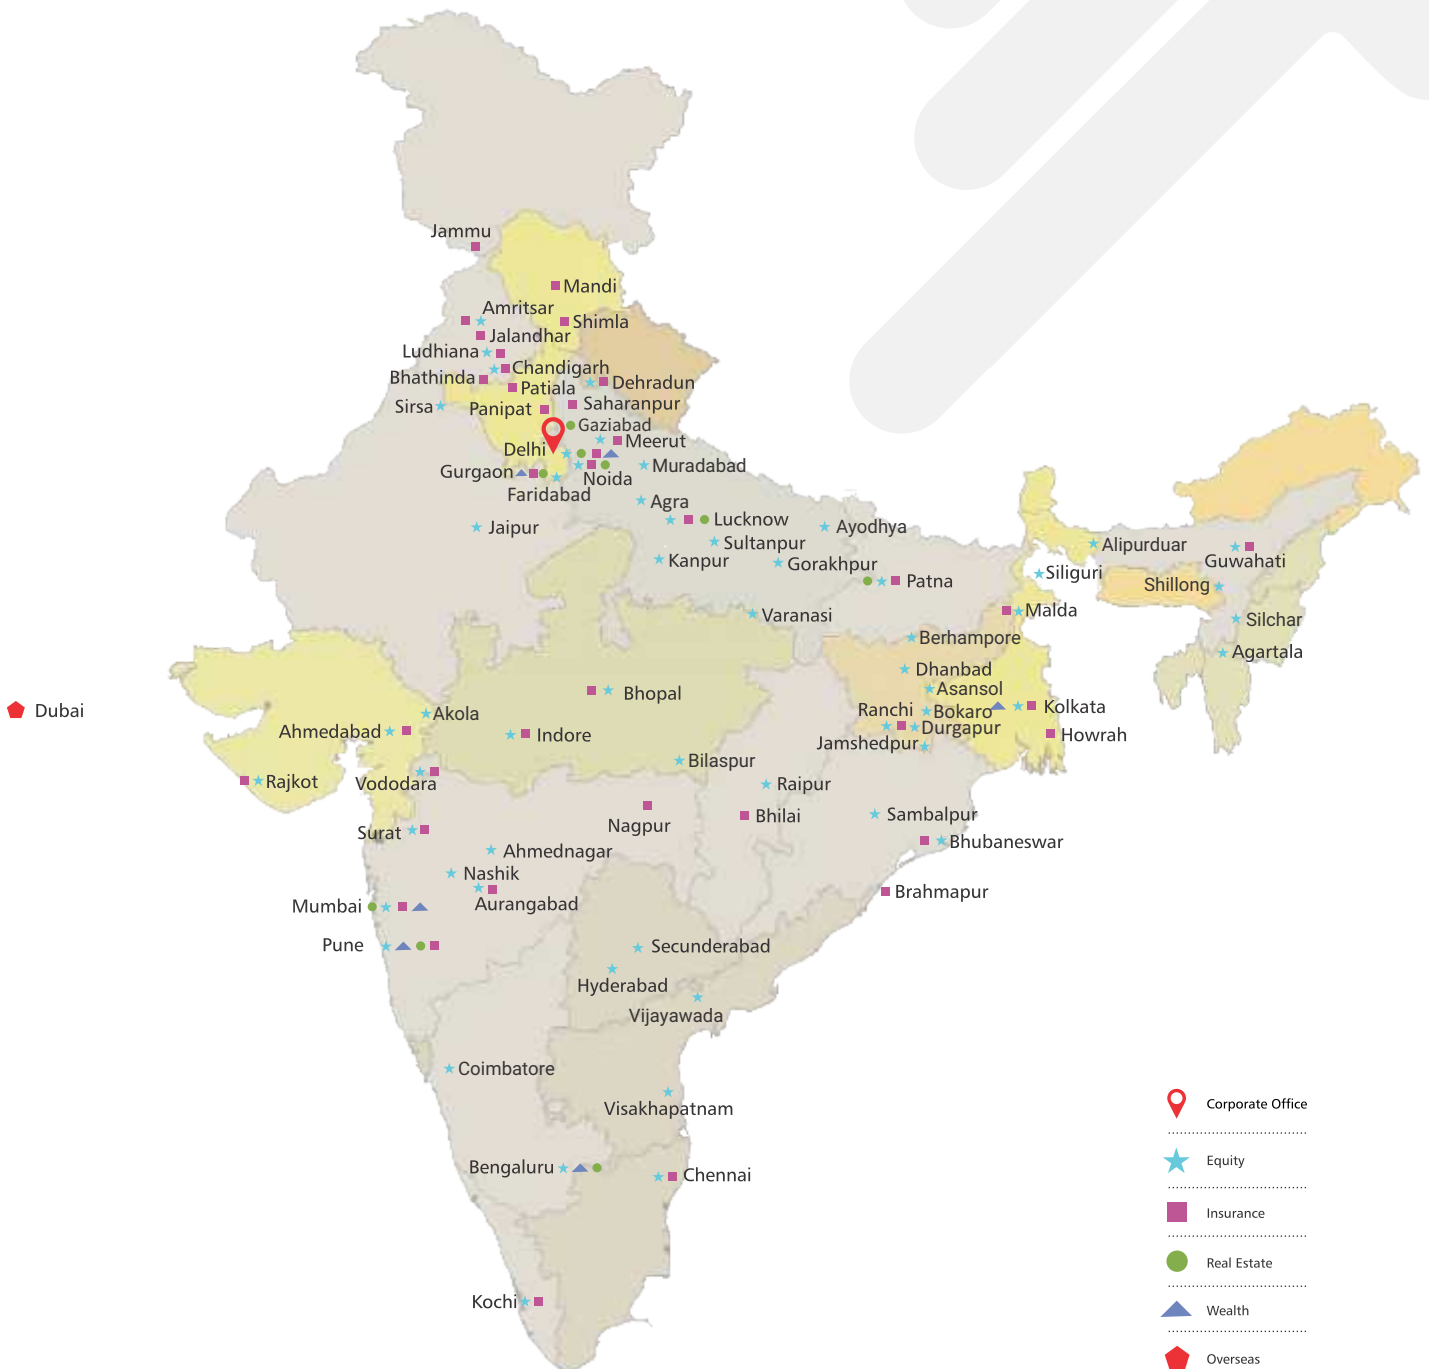 Jammu
Mandi
Amritsar
Shimla
Jalandhar
Ludhiana
Chandigarh
Bhathinda
Patiala
Dehradun
Sirsa
Panipat
Saharanpur
Gaziabad
Meerut
Delhi
Muradabad
Gurgaon
Noida
Faridabad
Agra
Jaipur
Lucknow
Ayodhya
Sultanpur
Alipurduar
Kanpur
Gorakhpur
Guwahati
Siliguri
Patna
Shillong
Varanasi
Malda
Silchar
Berhampore
Agartala
Dhanbad
Asansol
Bhopal
Dubai
Akola
Ranchi
Bokaro
Kolkata
Ahmedabad
Indore
Durgapur
Howrah
Jamshedpur
Bilaspur
Rajkot
Vododara
Raipur
Nagpur
Bhilai
Sambalpur
Surat
Bhubaneswar
Ahmednagar
Nashik
Brahmapur
Mumbai
Aurangabad
Pune
Secunderabad
Hyderabad
Vijayawada
Coimbatore
Visakhapatnam
Bengaluru
Chennai
Kochi
Corporate Office
Equity
Insurance
Real Estate
Wealth
Overseas